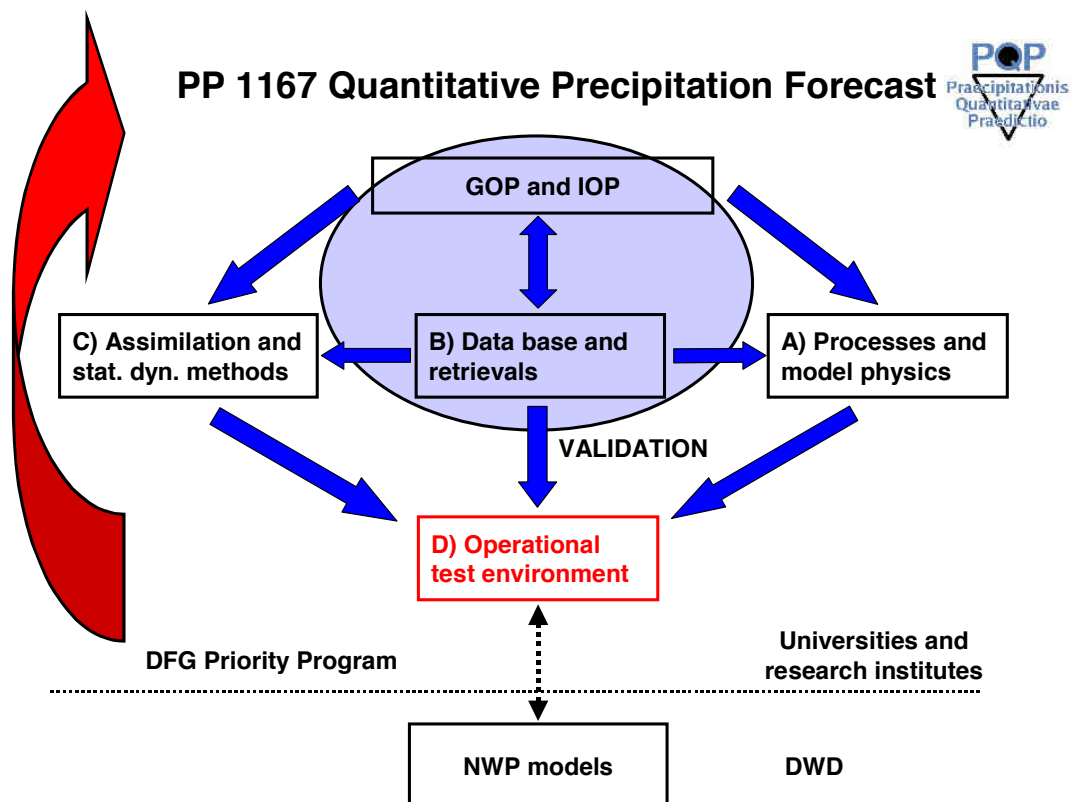 PP 1167 Quantitative Precipitation Forecast
PQP
Praecipitationis
Quantitativae
Praedictio
GOP and IOP
C) Assimilation and
stat. dyn. methods
B) Data base and
retrievals
A) Processes and
model physics
VALIDATION
D) Operational
test environment
DFG Priority Program
Universities and
research institutes
NWP models
DWD